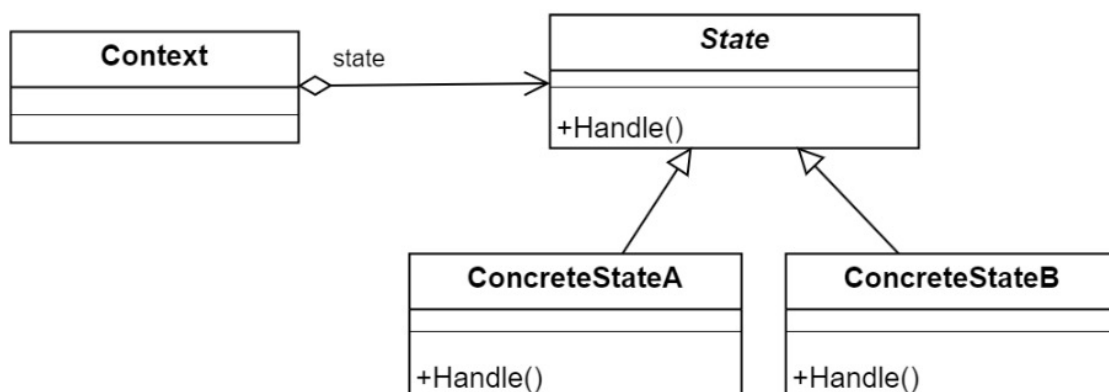 Context
state
State
+Handle()
ConcreteStateA
ConcreteStateB
+Handle()
+Handle()